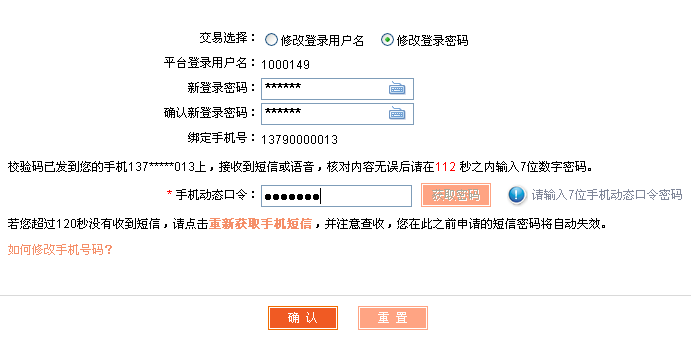 交易选择： 修改登录用户名 修改登录密码
平台登录用户名：1000149
新登录密码：******
确认新登录密码：******
绑定手机号：13790000013
校验码已发到您的手机137*****013上，接收到短信或语音，核对内容无误后请在112 秒之内输入7位数字密码。
* 手机动态口令：●●●●●●● 获取密码 请输入7位手机动态口令密码
若您超过120秒没有收到短信，请点击重新获取手机短信，并注意查收，您在此之前申请的短信密码将自动失效。
如何修改手机号码？
确 认 重 置